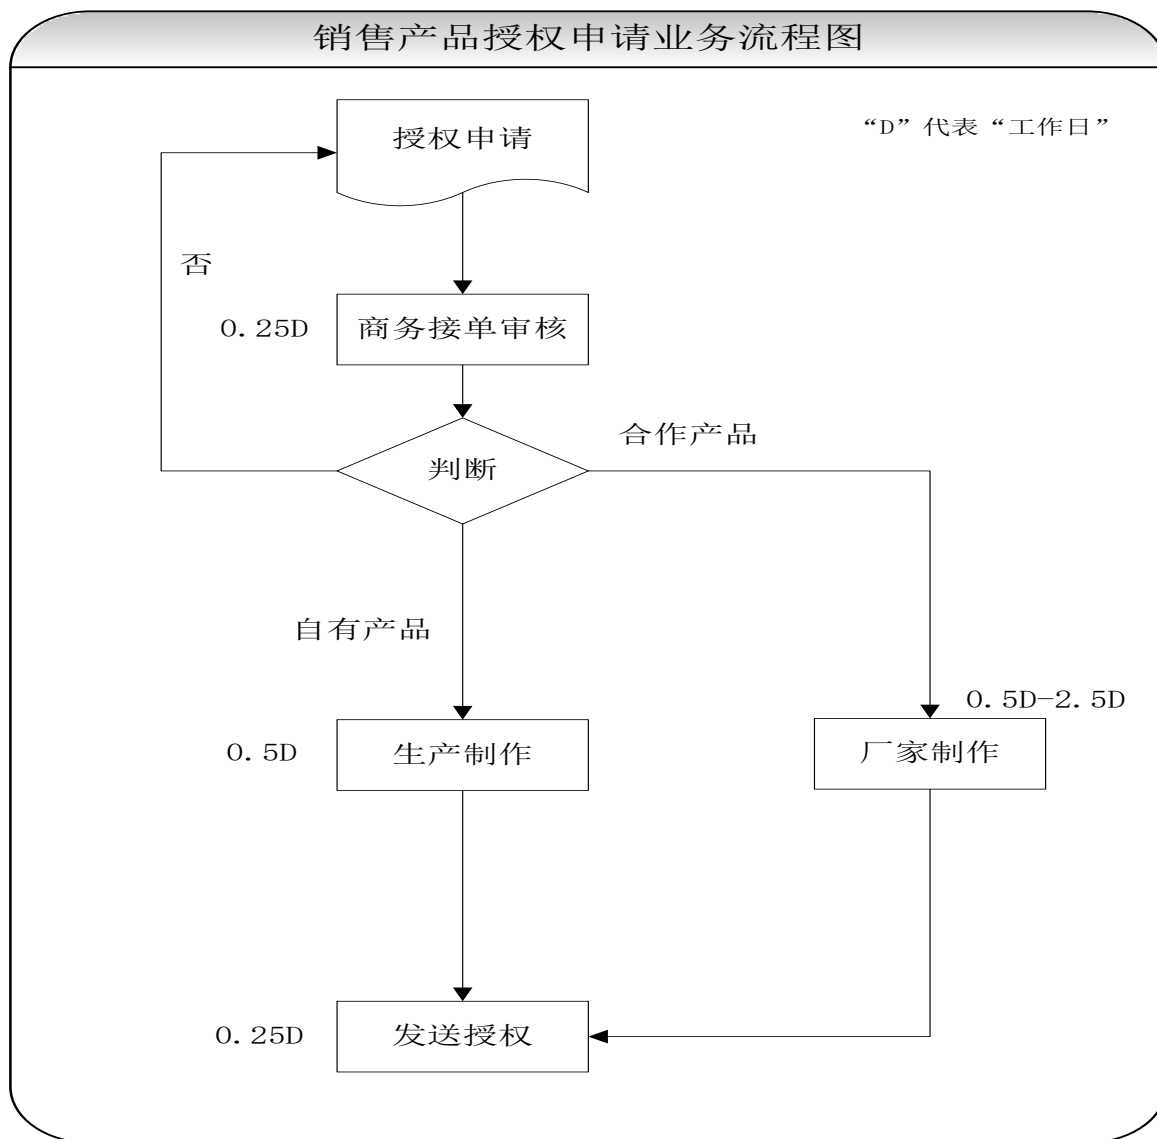 销售产品授权申请业务流程图
授权申请
“D”代表“工作日”
否
0.25D
商务接单审核
合作产品
判断
自有产品
0.5D-2.5D
0.5D
生产制作
厂家制作
0.25D
发送授权